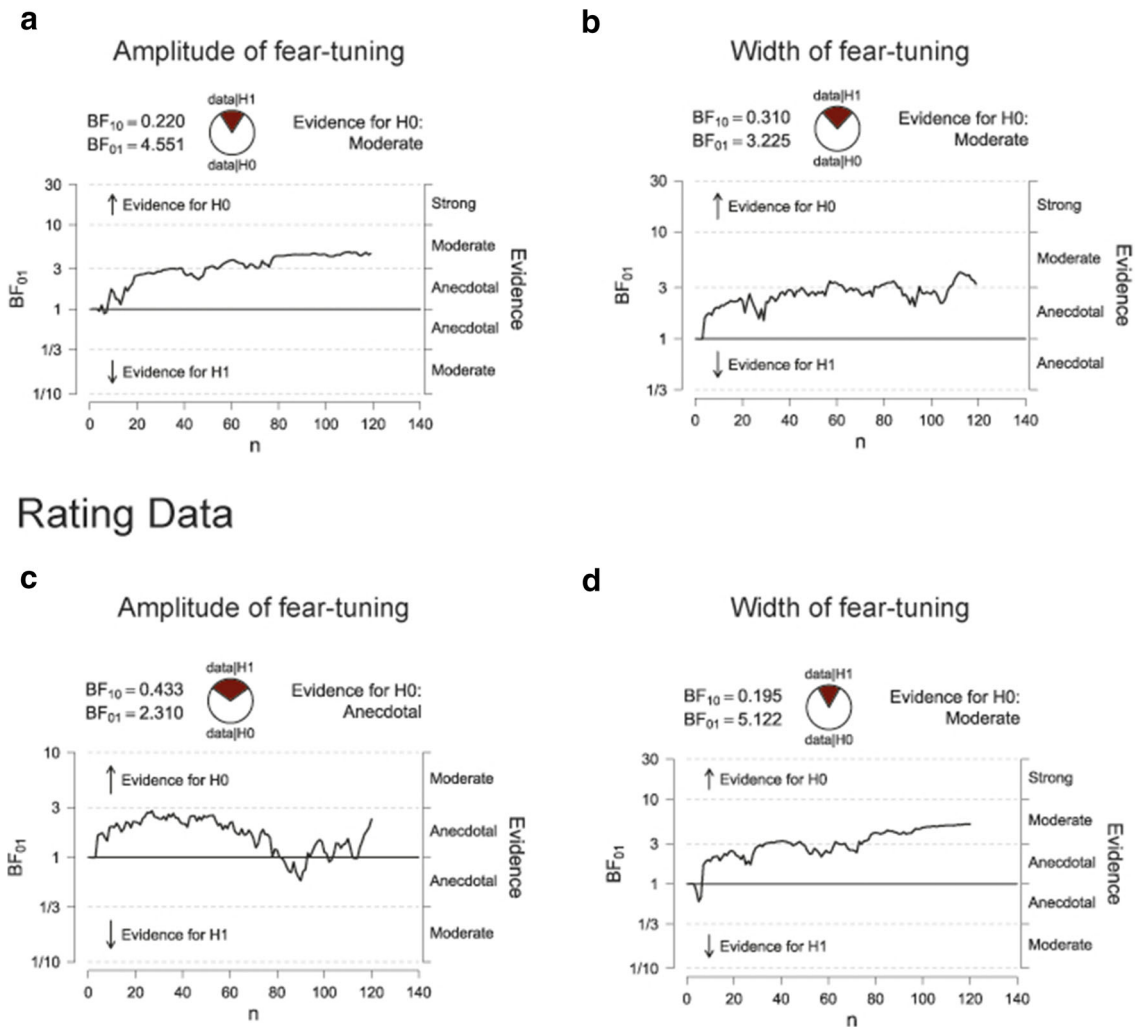 a
Amplitude of fear-tuning
data|H1
BF10 = 0.220
BF01 = 4.551
data|H0
Evidence for H0:
Moderate
30
10
3
1
1/3
1/10
BF01
↑ Evidence for H0
↓ Evidence for H1
Strong
Moderate
Anecdotal
Anecdotal
Moderate
Evidence
0 20 40 60 80 100 120 140
n
b
Width of fear-tuning
data|H1
BF10 = 0.310
BF01 = 3.225
data|H0
Evidence for H0:
Moderate
30
10
3
1
1/3
BF01
↑ Evidence for H0
↓ Evidence for H1
Strong
Moderate
Anecdotal
Anecdotal
Evidence
0 20 40 60 80 100 120 140
n
Rating Data
c
Amplitude of fear-tuning
data|H1
BF10 = 0.433
BF01 = 2.310
data|H0
Evidence for H0:
Anecdotal
10
3
1
1/3
1/10
BF01
↑ Evidence for H0
↓ Evidence for H1
Moderate
Anecdotal
Anecdotal
Moderate
Evidence
0 20 40 60 80 100 120 140
n
d
Width of fear-tuning
data|H1
BF10 = 0.195
BF01 = 5.122
data|H0
Evidence for H0:
Moderate
30
10
3
1
1/3
1/10
BF01
↑ Evidence for H0
↓ Evidence for H1
Strong
Moderate
Anecdotal
Anecdotal
Moderate
Evidence
0 20 40 60 80 100 120 140
n